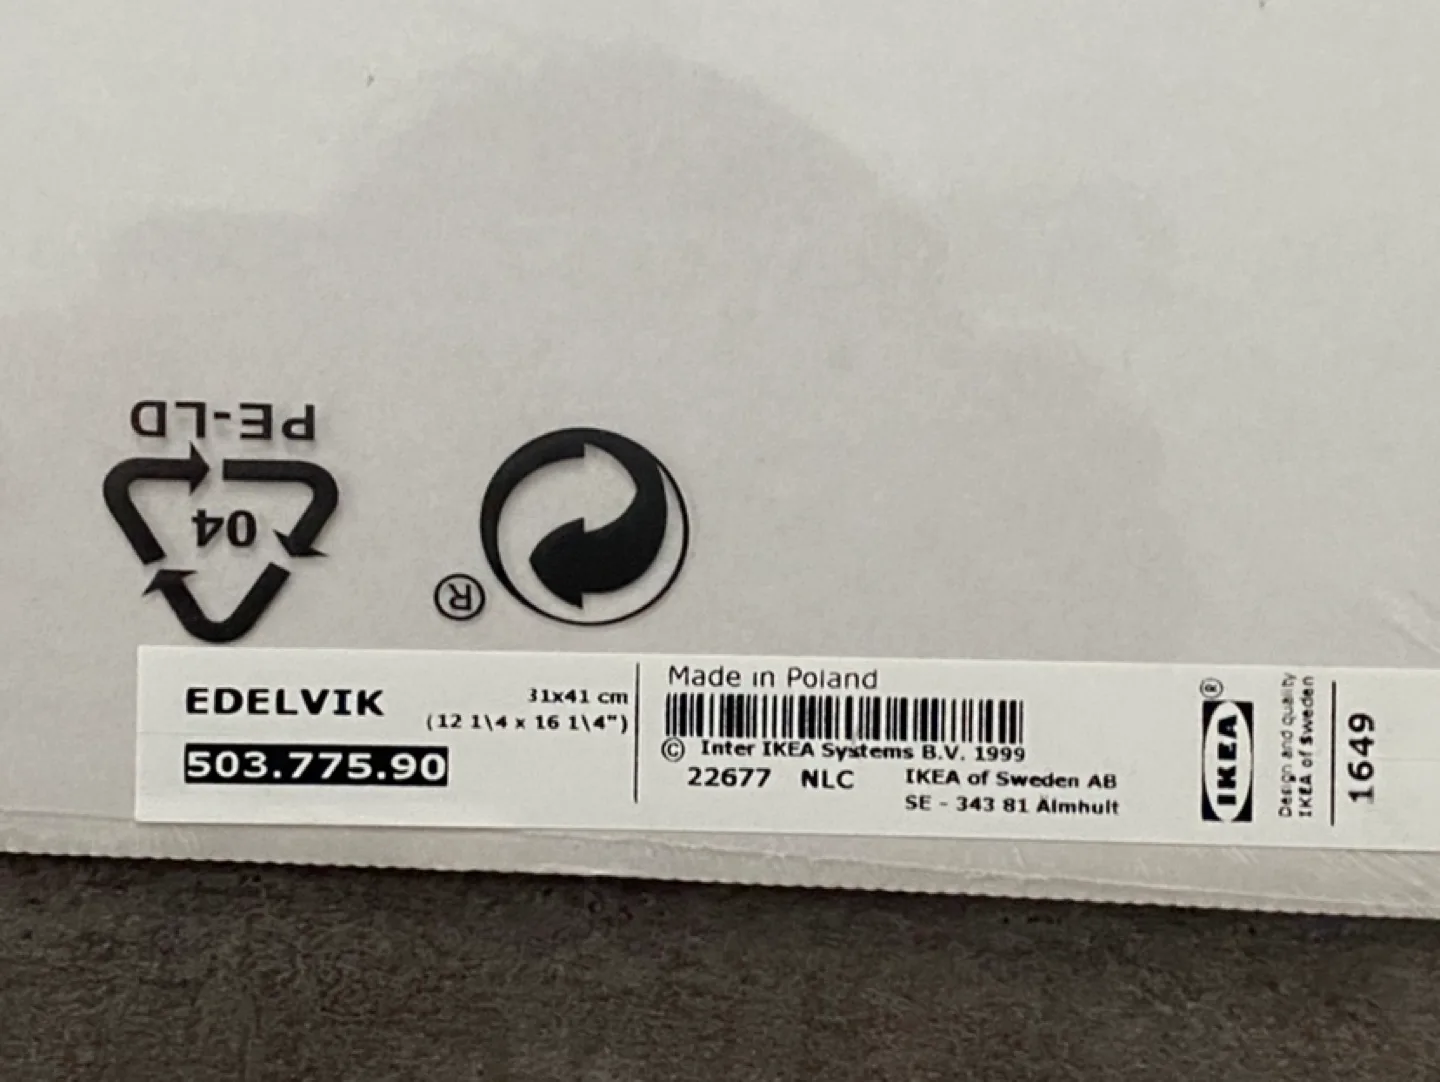 PE-LD
04
®
EDELVIK
31x41 cm
(12 1\4 x 16 1\4")
503.775.90
Made in Poland
© Inter IKEA Systems B.V. 1999
22677 NLC IKEA of Sweden AB
SE - 343 81 Älmhult
IKEA®
Design and quality
IKEA of Sweden
1649